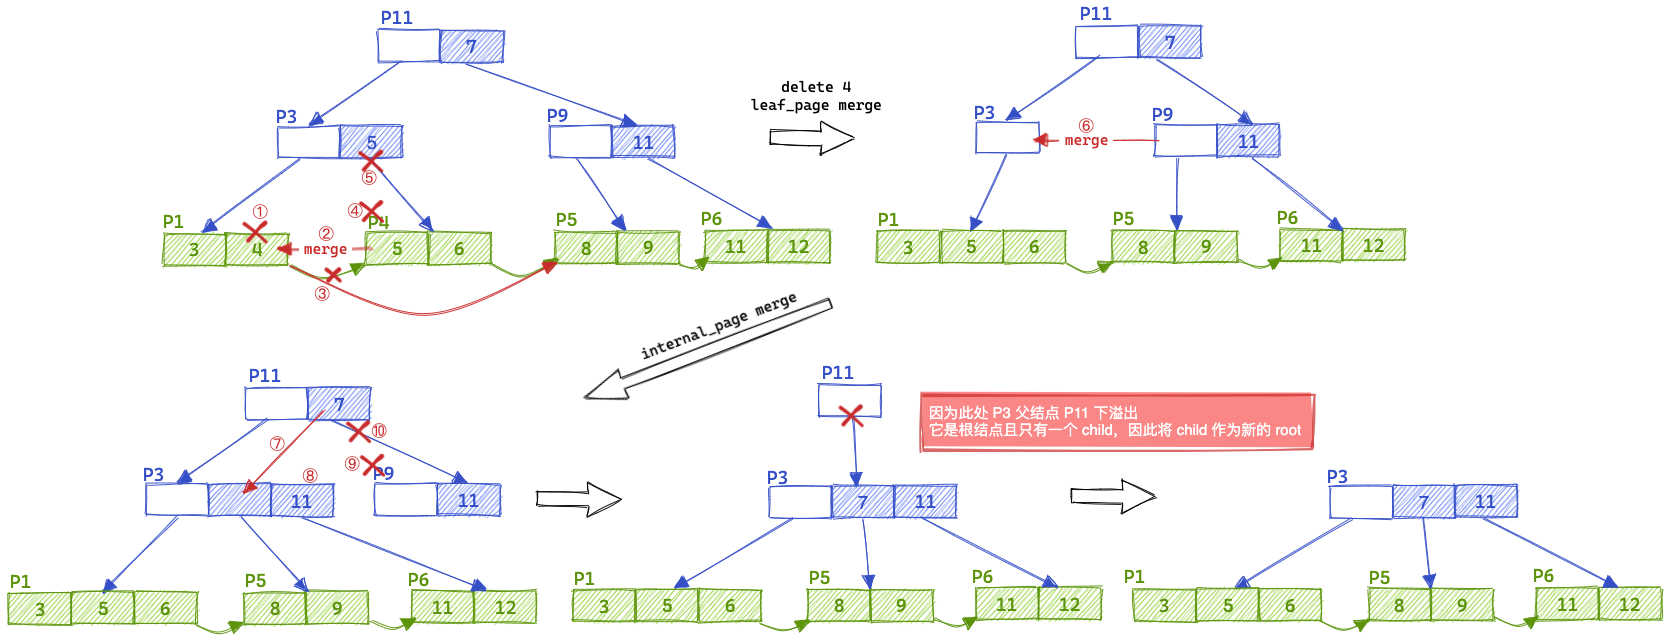 P11
7
P3
5
⑤
P9
11
①
④
P1
3
4
②
merge
P4
5
6
③
P5
8
9
P6
11
12
delete 4
leaf_page merge
P11
7
P3
⑥
merge
P9
11
P1
3
5
6
P5
8
9
P6
11
12
internal_page merge
P11
7
⑩
⑦
⑨
P3
⑧
11
P9
11
P1
3
5
6
P5
8
9
P6
11
12
P11
P3
7
11
P1
3
5
6
P5
8
9
P6
11
12
因为此处 P3 父结点 P11 下溢出
它是根结点且只有一个 child，因此将 child 作为新的 root
P3
7
11
P1
3
5
6
P5
8
9
P6
11
12